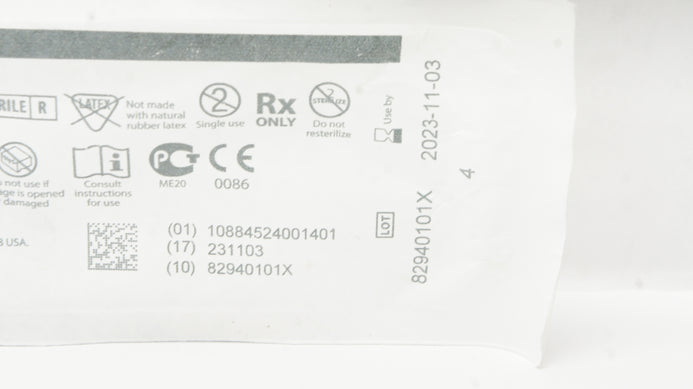 RILE R
LATEX
Not made
with natural
rubber latex
2
Single use
Rx
ONLY
2
STERILIZE
Do not
resterilize
Use by
2023-11-03
not use if
age is opened
damaged
i
Consult
instructions
for use
PCT
ME20
CE
0086
LOT
82940101X
4
USA.
(01) 10884524001401
(17) 231103
(10) 82940101X